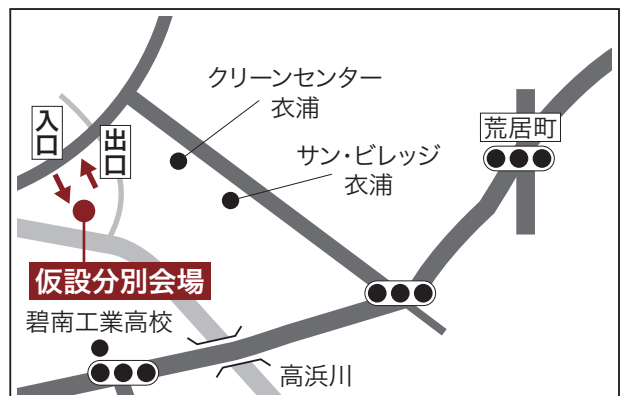 クリーンセンター
衣浦
サン・ビレッジ
衣浦
荒居町
入口
出口
仮設分別会場
碧南工業高校
高浜川